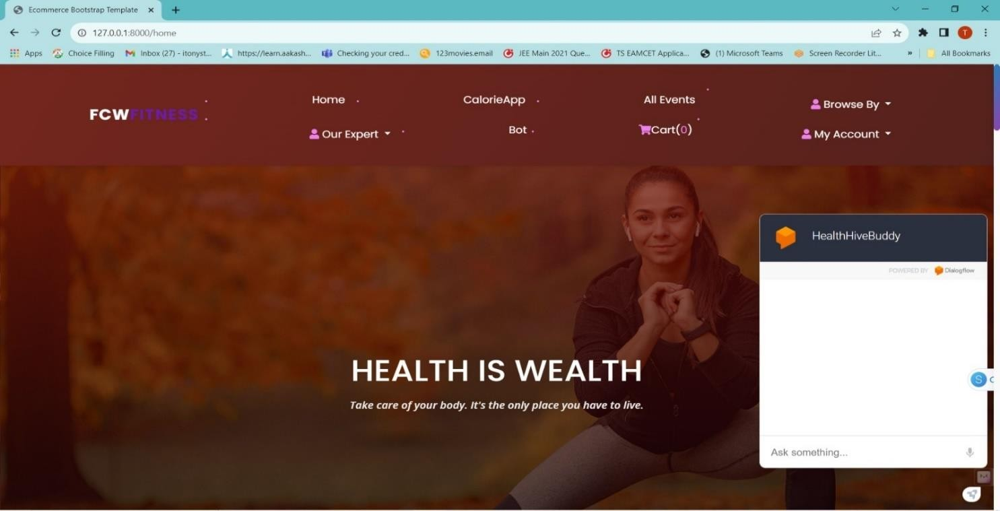 Ecommerce Bootstrap Template
127.0.0.1:8000/home
T
Apps Choice Filling Inbox (27) - itonyst... https://learn.aakash... Checking your cred... 123movies.email JEE Main 2021 Que... TS EAMCET Applica... (1) Microsoft Teams Screen Recorder Lit... » All Bookmarks
FCWFITNESS
Home CalorieApp All Events Browse By
Our Expert Bot Cart(0) My Account
HealthHiveBuddy
POWERED BY Dialogflow
HEALTH IS WEALTH
Take care of your body. It's the only place you have to live.
S
Ask something...